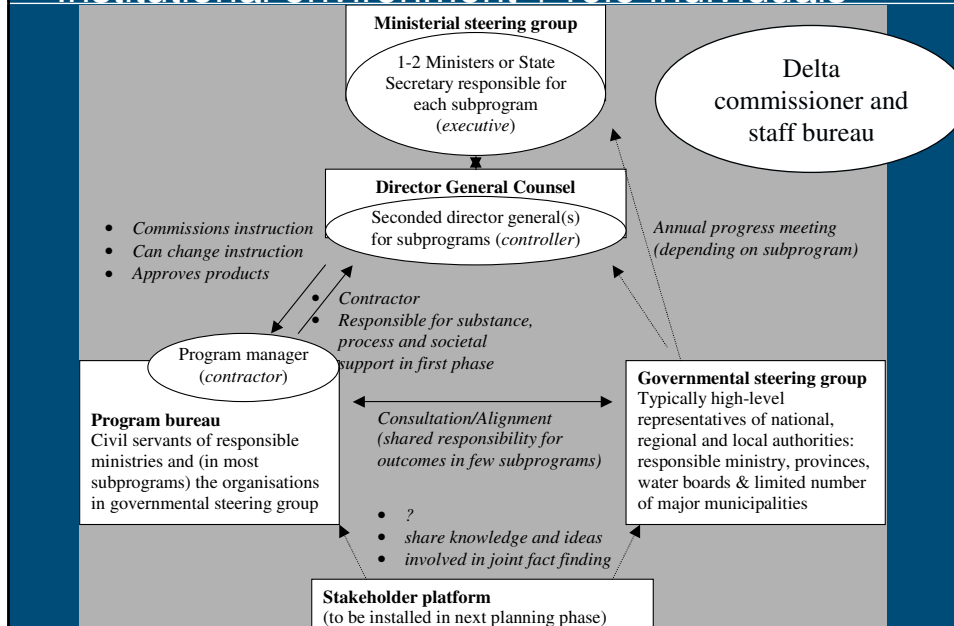 Institutional environment : role individuals
Ministerial steering group
1-2 Ministers or State
Secretary responsible for
each subprogram
(executive)
Delta
commissioner and
staff bureau
Director General Counsel
Seconded director general(s)
for subprograms (controller)
• Commissions instruction
• Can change instruction
• Approves products
Annual progress meeting
(depending on subprogram)
• Contractor
• Responsible for substance,
process and societal
support in first phase
Program manager
(contractor)
Program bureau
Civil servants of responsible
ministries and (in most
subprograms) the organisations
in governmental steering group
Consultation/Alignment
(shared responsibility for
outcomes in few subprograms)
Governmental steering group
Typically high-level
representatives of national,
regional and local authorities:
responsible ministry, provinces,
water boards & limited number
of major municipalities
• ?
• share knowledge and ideas
• involved in joint fact finding
Stakeholder platform
(to be installed in next planning phase)